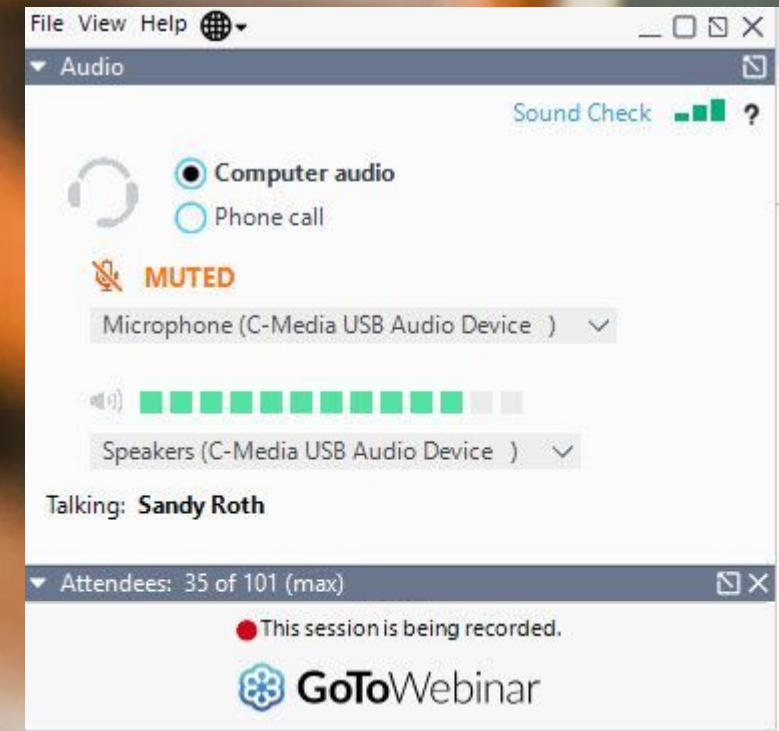 File View Help
Audio
Sound Check ?
Computer audio
Phone call
MUTED
Microphone (C-Media USB Audio Device )
Speakers (C-Media USB Audio Device )
Talking: Sandy Roth
Attendees: 35 of 101 (max)
This session is being recorded.
GoToWebinar